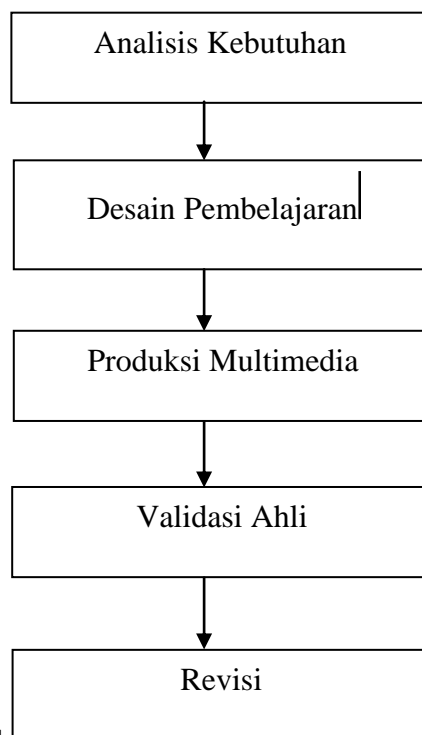 Analisis Kebutuhan
Desain Pembelajaran
Produksi Multimedia
Validasi Ahli
Revisi